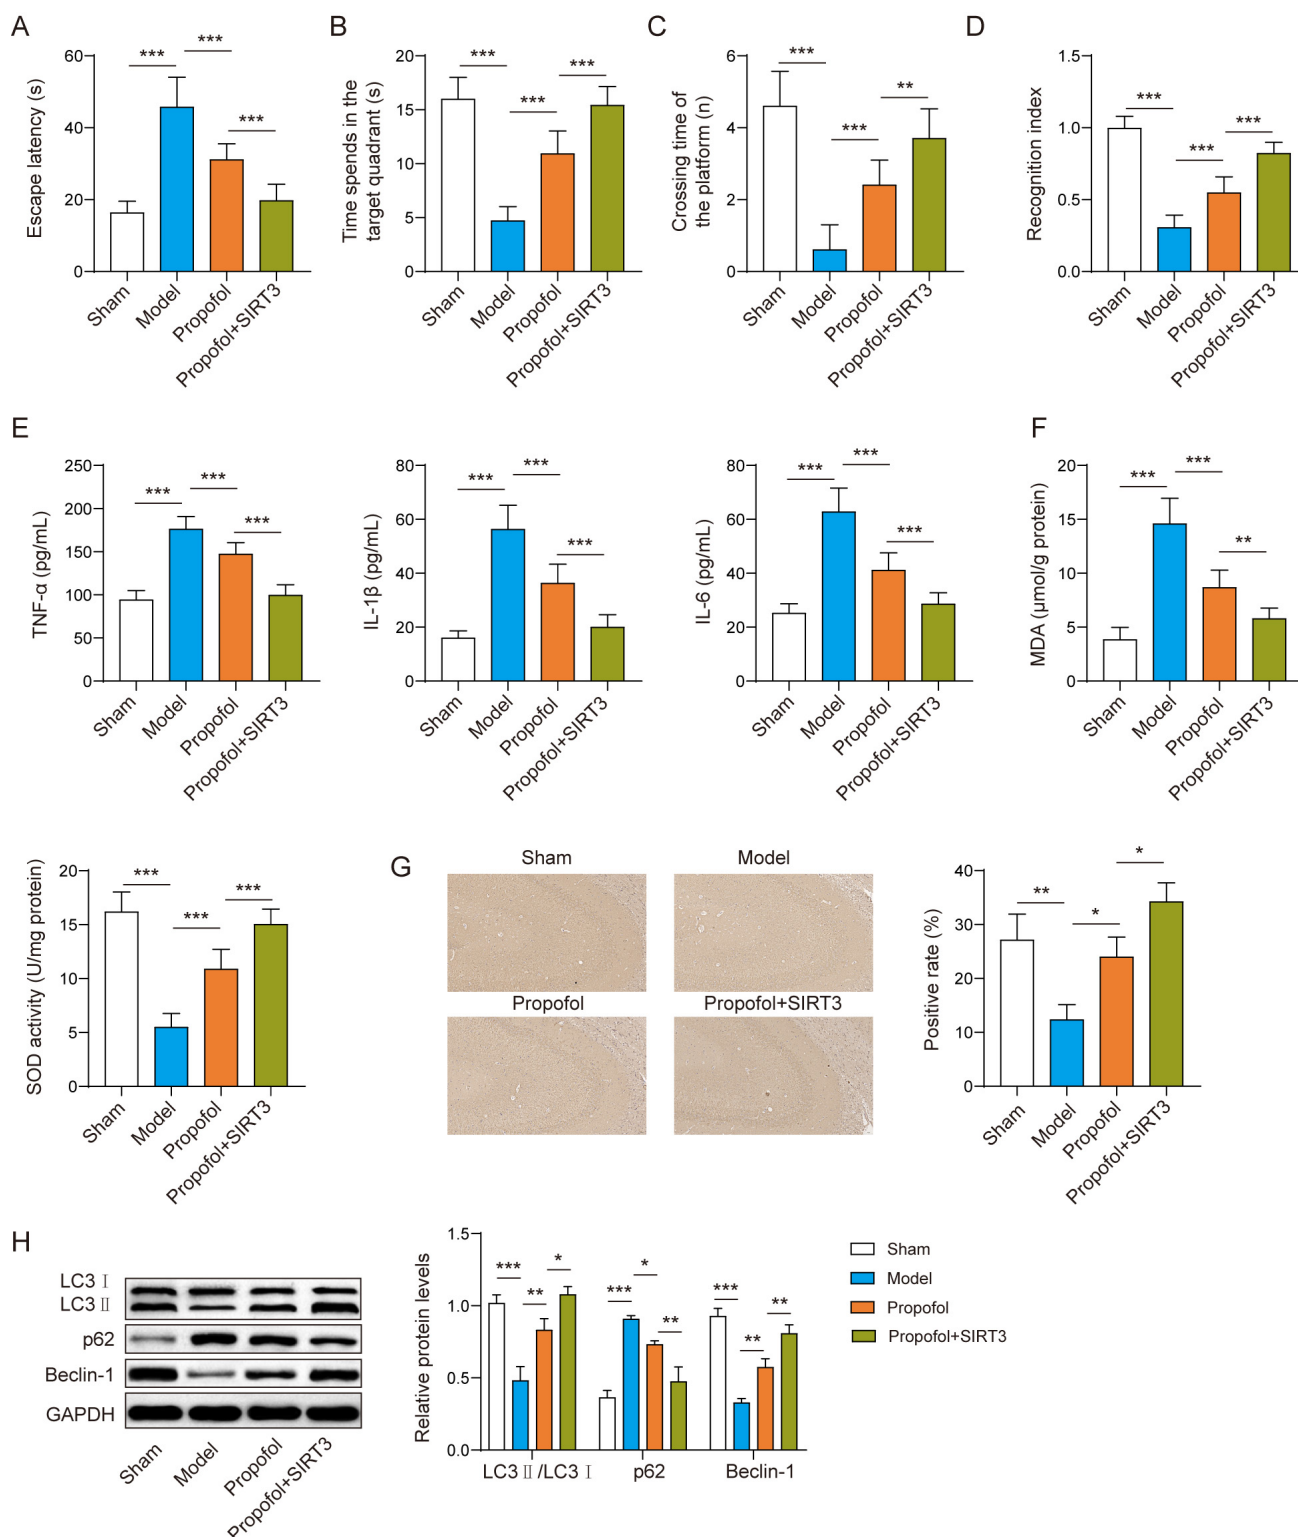 A
Escape latency (s)
60
40
20
0
***
***
***
Sham
Model
Propofol
Propofol+SIRT3
B
Time spends in the
target quadrant (s)
20
15
10
5
0
***
***
***
Sham
Model
Propofol
Propofol+SIRT3
C
Crossing time of
the platform (n)
6
4
2
0
***
***
**
Sham
Model
Propofol
Propofol+SIRT3
D
Recognition index
1.5
1.0
0.5
0.0
***
***
***
Sham
Model
Propofol
Propofol+SIRT3
E
TNF-α (pg/mL)
250
200
150
100
50
0
***
***
***
Sham
Model
Propofol
Propofol+SIRT3
IL-1β (pg/mL)
80
60
40
20
0
***
***
***
Sham
Model
Propofol
Propofol+SIRT3
IL-6 (pg/mL)
80
60
40
20
0
***
***
***
Sham
Model
Propofol
Propofol+SIRT3
F
MDA (μmol/g protein)
20
15
10
5
0
***
***
**
Sham
Model
Propofol
Propofol+SIRT3
SOD activity (U/mg protein)
20
15
10
5
0
***
***
***
Sham
Model
Propofol
Propofol+SIRT3
G
Sham
Model
Propofol
Propofol+SIRT3
Positive rate (%)
40
30
20
10
0
**
*
*
Sham
Model
Propofol
Propofol+SIRT3
H
LC3 Ⅰ
LC3 Ⅱ
p62
Beclin-1
GAPDH
Sham
Model
Propofol
Propofol+SIRT3
Relative protein levels
1.5
1.0
0.5
0.0
***
**
*
***
*
**
***
**
**
LC3 Ⅱ /LC3 Ⅰ
p62
Beclin-1
Sham
Model
Propofol
Propofol+SIRT3